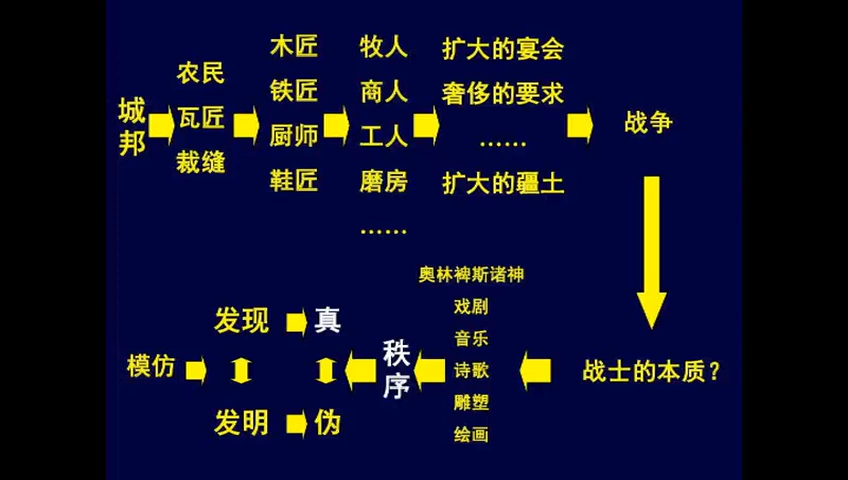 城邦
农民
瓦匠
裁缝
木匠
铁匠
厨师
鞋匠
牧人
商人
工人
磨房
……
扩大的宴会
奢侈的要求
……
扩大的疆土
战争
战士的本质？
奥林裨斯诸神
戏剧
音乐
诗歌
雕塑
绘画
秩序
发现
真
模仿
发明
伪